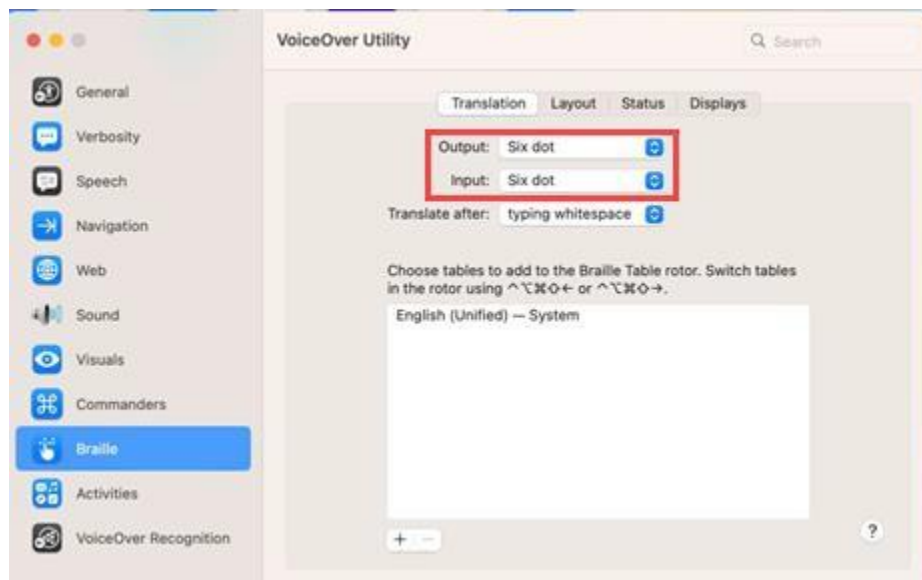 VoiceOver Utility
Search
General
Verbosity
Speech
Navigation
Web
Sound
Visuals
Commanders
Braille
Activities
VoiceOver Recognition
Translation Layout Status Displays
Output: Six dot
Input: Six dot
Translate after: typing whitespace
Choose tables to add to the Braille Table rotor. Switch tables
in the rotor using ^⌥⌘⇧← or ^⌥⌘⇧→.
English (Unified) — System
+ −
?